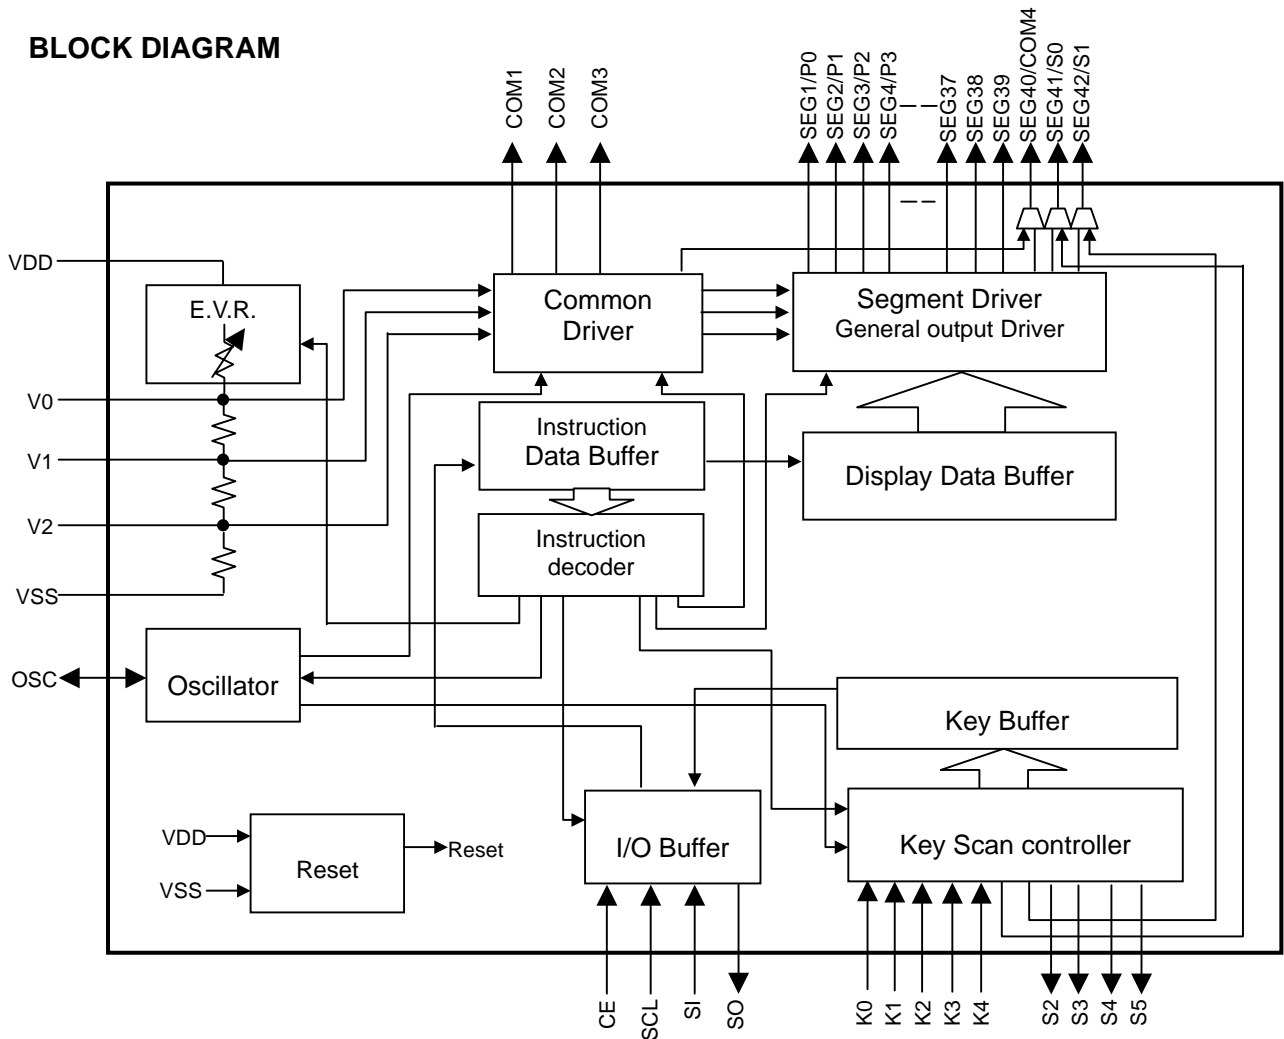 BLOCK DIAGRAM
COM1
COM2
COM3
SEG1/P0
SEG2/P1
SEG3/P2
SEG4/P3
SEG37
SEG38
SEG39
SEG40/COM4
SEG41/S0
SEG42/S1
VDD
E.V.R.
V0
V1
V2
VSS
Common
Driver
Segment Driver
General output Driver
Instruction
Data Buffer
Display Data Buffer
Instruction
decoder
OSC
Oscillator
Key Buffer
VDD
VSS
Reset
Reset
I/O Buffer
Key Scan controller
CE
SCL
SI
SO
K0
K1
K2
K3
K4
S2
S3
S4
S5